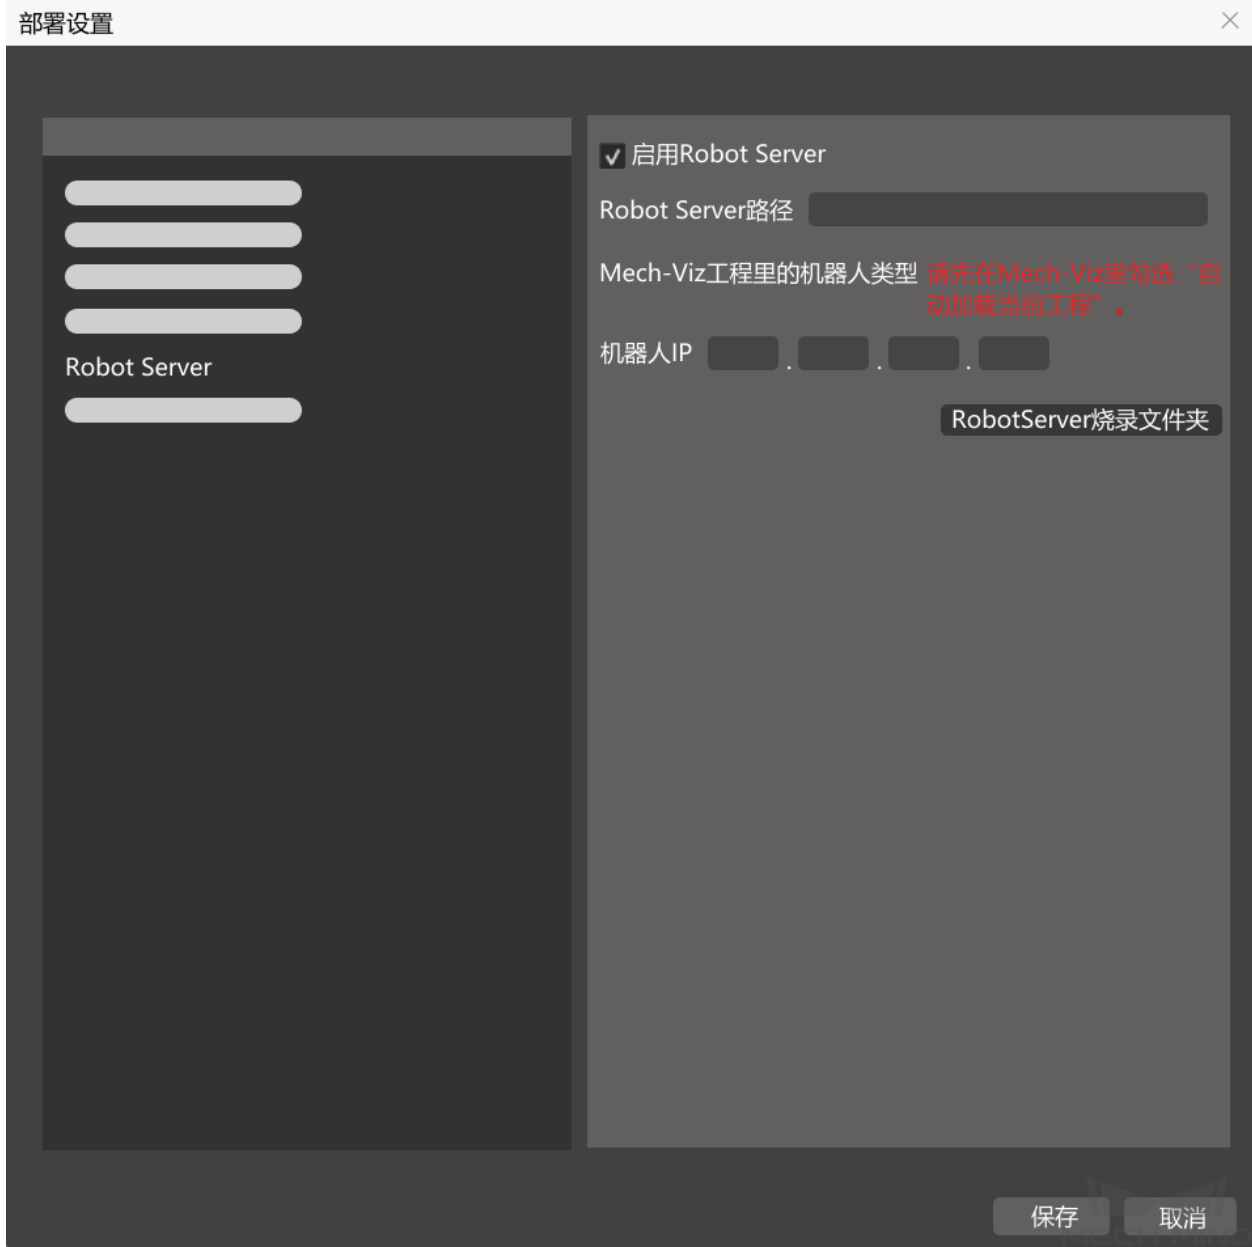 部署设置
启用Robot Server
Robot Server路径
Mech-Viz工程里的机器人类型 请先在Mech-Viz里勾选“自
动加载当前工程”。
机器人IP . . .
Robot Server
RobotServer烧录文件夹
保存 取消
MECH MIND